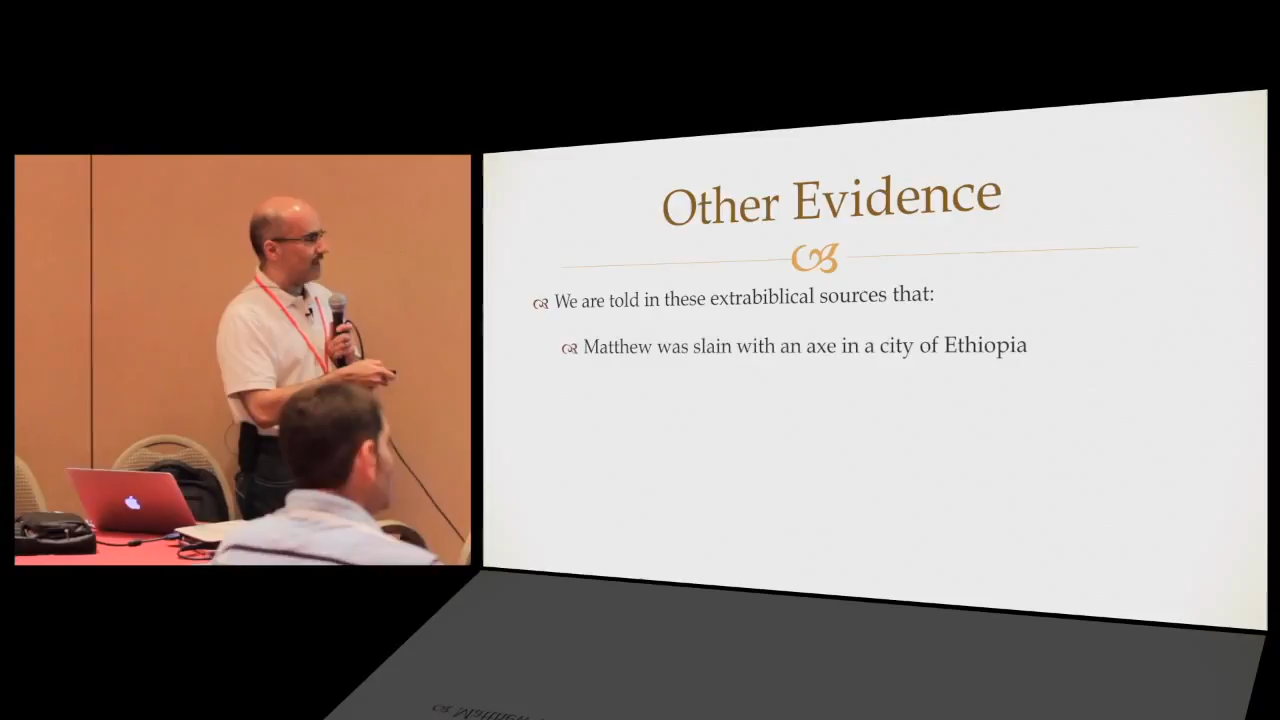 Other Evidence
We are told in these extrabiblical sources that:
Matthew was slain with an axe in a city of Ethiopia